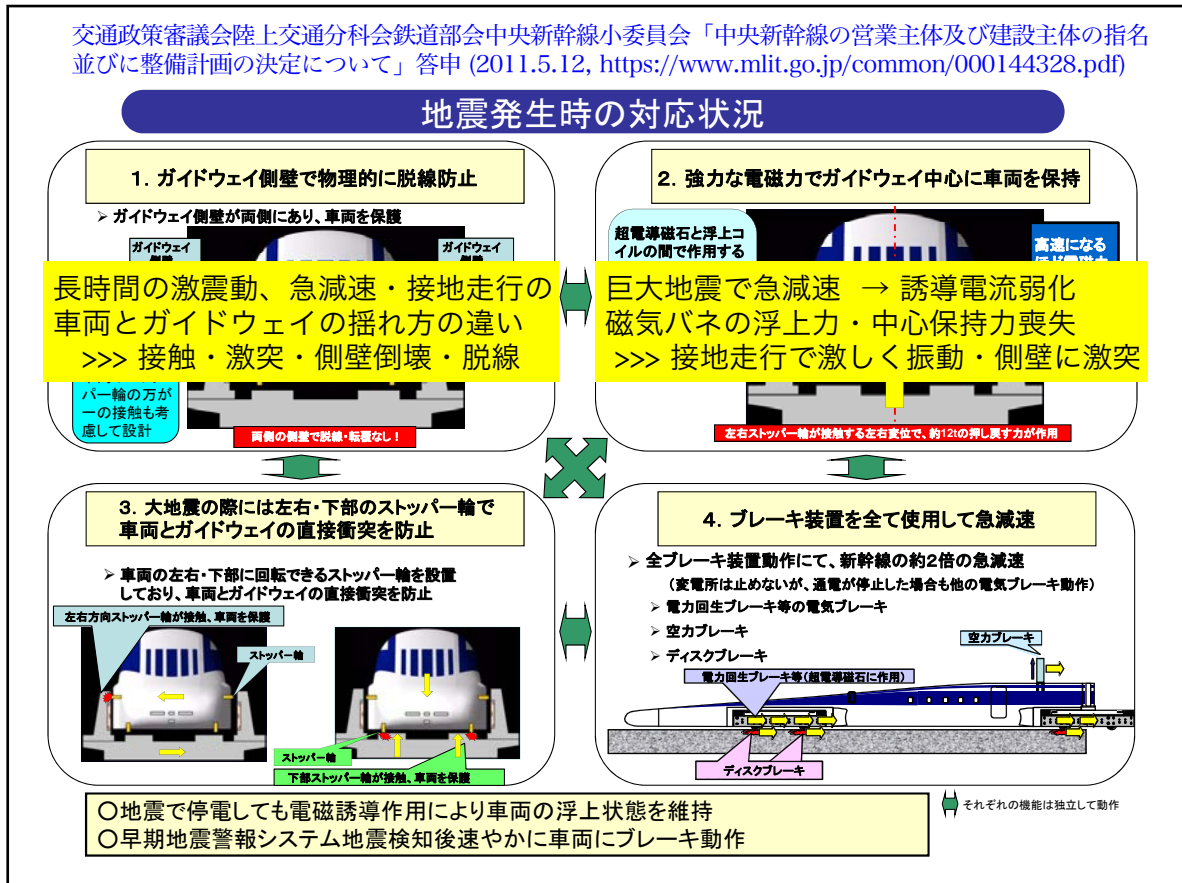 交通政策審議会陸上交通分科会鉄道部会中央新幹線小委員会「中央新幹線の営業主体及び建設主体の指名
並びに整備計画の決定について」答申 (2011.5.12, https://www.mlit.go.jp/common/000144328.pdf)
地震発生時の対応状況
1. ガイドウェイ側壁で物理的に脱線防止
➢ ガイドウェイ側壁が両側にあり、車両を保護
ガイドウェイ
ガイドウェイ
長時間の激震動、急減速・接地走行の
車両とガイドウェイの揺れ方の違い
>>> 接触・激突・側壁倒壊・脱線
パー輪の万が
一の接触も考
慮して設計
両側の側壁で脱線・転覆なし!
2. 強力な電磁力でガイドウェイ中心に車両を保持
超電導磁石と浮上コ
イルの間で作用する
高速になる
巨大地震で急減速 → 誘導電流弱化
磁気バネの浮上力・中心保持力喪失
>>> 接地走行で激しく振動・側壁に激突
左右ストッパー輪が接触する左右変位で、約12tの押し戻す力が作用
3. 大地震の際には左右・下部のストッパー輪で
車両とガイドウェイの直接衝突を防止
➢ 車両の左右・下部に回転できるストッパー輪を設置
しており、車両とガイドウェイの直接衝突を防止
左右方向ストッパー輪が接触、車両を保護
ストッパー輪
ストッパー輪
下部ストッパー輪が接触、車両を保護
4. ブレーキ装置を全て使用して急減速
➢ 全ブレーキ装置動作にて、新幹線の約2倍の急減速
(変電所は止めないが、通電が停止した場合も他の電気ブレーキ動作)
➢ 電力回生ブレーキ等の電気ブレーキ
➢ 空力ブレーキ
➢ ディスクブレーキ
空力ブレーキ
電力回生ブレーキ等(超電導磁石に作用)
ディスクブレーキ
○地震で停電しても電磁誘導作用により車両の浮上状態を維持
○早期地震警報システム地震検知後速やかに車両にブレーキ動作
それぞれの機能は独立して動作